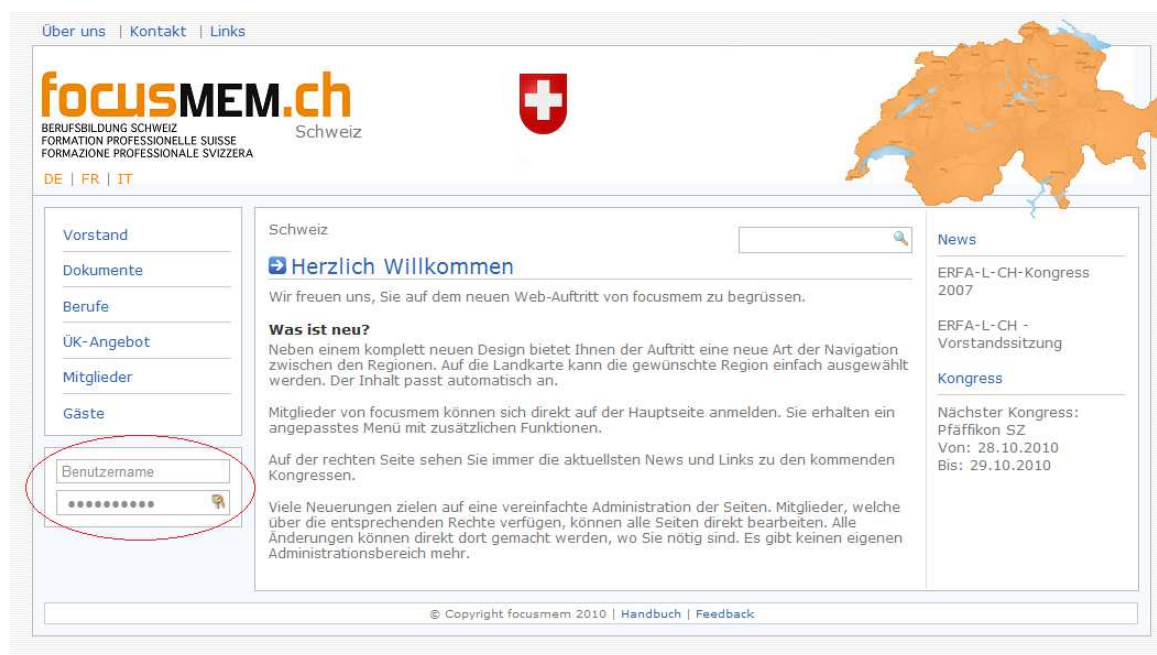 Über uns | Kontakt | Links
focusMEM.ch
BERUFSBILDUNG SCHWEIZ
FORMATION PROFESSIONELLE SUISSE
FORMAZIONE PROFESSIONALE SVIZZERA
Schweiz
DE | FR | IT
Vorstand
Dokumente
Berufe
ÜK-Angebot
Mitglieder
Gäste
Benutzername
Schweiz
Herzlich Willkommen
Wir freuen uns, Sie auf dem neuen Web-Auftritt von focusmem zu begrüssen.
Was ist neu?
Neben einem komplett neuen Design bietet Ihnen der Auftritt eine neue Art der Navigation
zwischen den Regionen. Auf die Landkarte kann die gewünschte Region einfach ausgewählt
werden. Der Inhalt passt automatisch an.
Mitglieder von focusmem können sich direkt auf der Hauptseite anmelden. Sie erhalten ein
angepasstes Menü mit zusätzlichen Funktionen.
Auf der rechten Seite sehen Sie immer die aktuellsten News und Links zu den kommenden
Kongressen.
Viele Neuerungen zielen auf eine vereinfachte Administration der Seiten. Mitglieder, welche
über die entsprechenden Rechte verfügen, können alle Seiten direkt bearbeiten. Alle
Änderungen können direkt dort gemacht werden, wo Sie nötig sind. Es gibt keinen eigenen
Administrationsbereich mehr.
News
ERFA-L-CH-Kongress
2007
ERFA-L-CH -
Vorstandssitzung
Kongress
Nächster Kongress:
Pfäffikon SZ
Von: 28.10.2010
Bis: 29.10.2010
© Copyright focusmem 2010 | Handbuch | Feedback